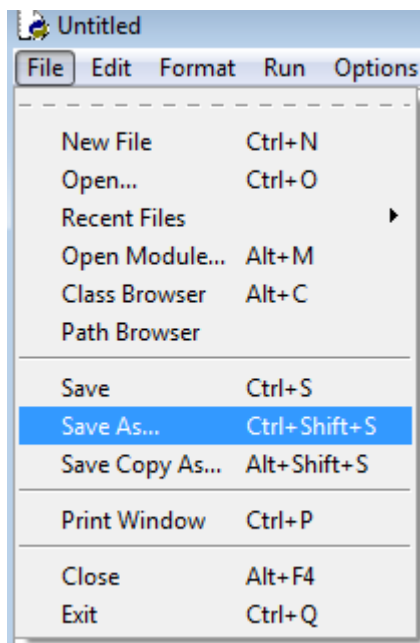 Untitled
File Edit Format Run Options
New File Ctrl+N
Open... Ctrl+O
Recent Files
Open Module... Alt+M
Class Browser Alt+C
Path Browser
Save Ctrl+S
Save As... Ctrl+Shift+S
Save Copy As... Alt+Shift+S
Print Window Ctrl+P
Close Alt+F4
Exit Ctrl+Q